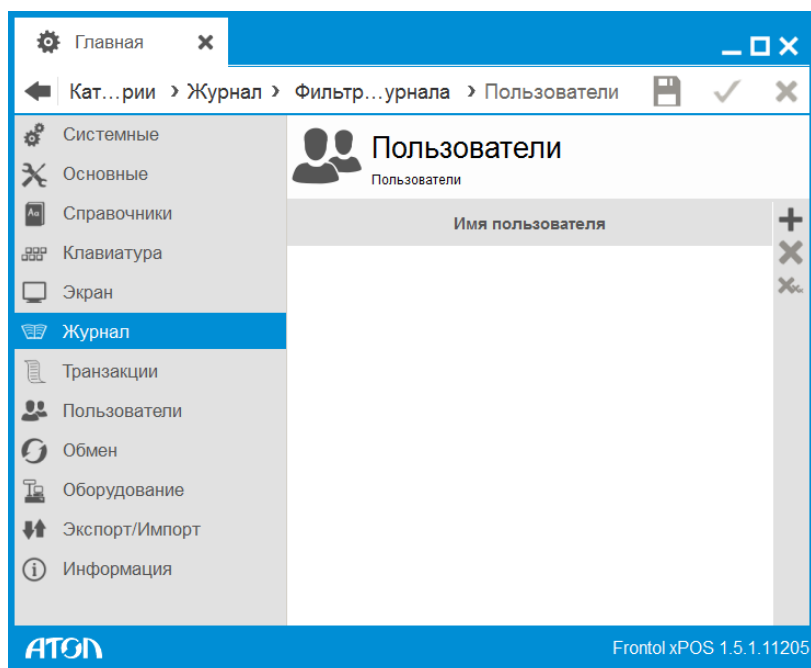 Главная
Кат…рии › Журнал › Фильтр…урнала › Пользователи
Системные
Основные
Справочники
Клавиатура
Экран
Журнал
Транзакции
Пользователи
Обмен
Оборудование
Экспорт/Импорт
Информация
Пользователи
Пользователи
Имя пользователя
ATOL
Frontol xPOS 1.5.1.11205